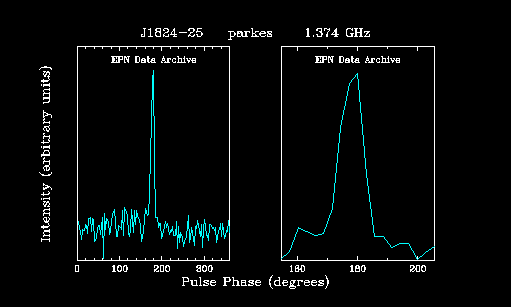 J1824-25 parkes 1.374 GHz
EPN Data Archive EPN Data Archive
Intensity (arbitrary units)
0 100 200 300 160 180 200
Pulse Phase (degrees)